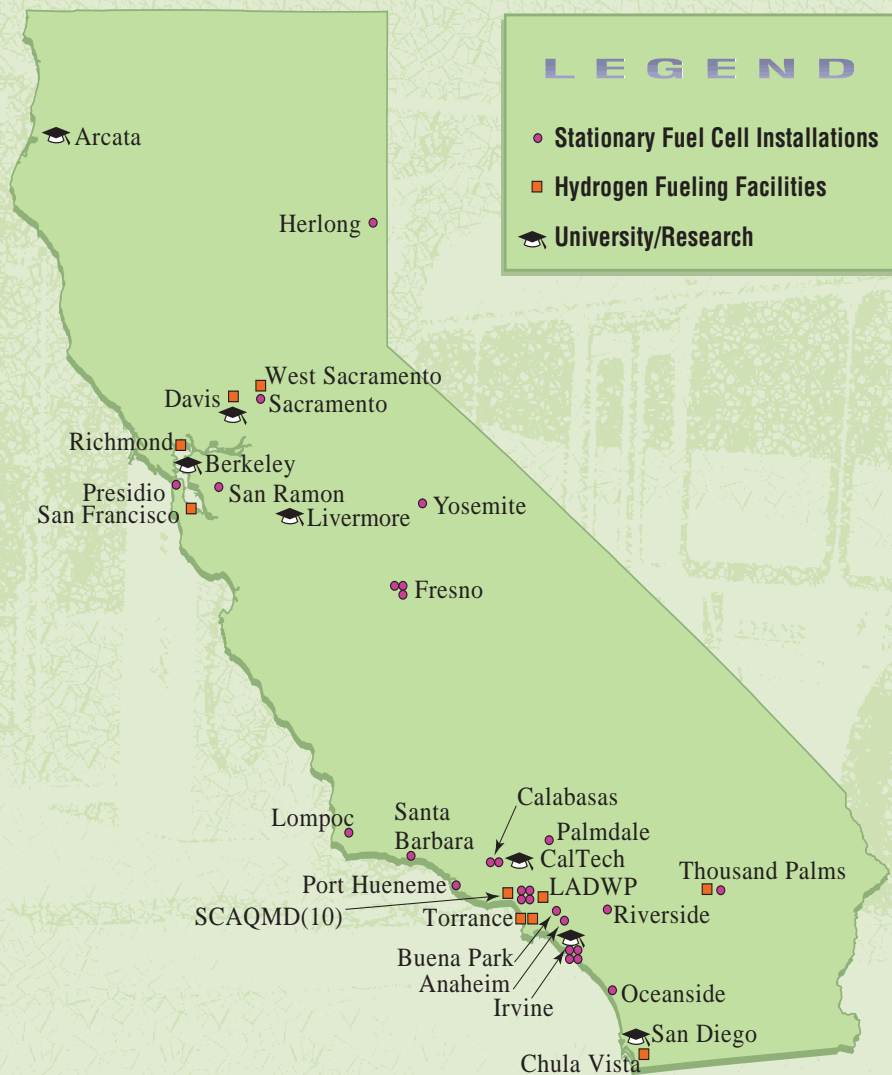 LEGEND
Stationary Fuel Cell Installations
Hydrogen Fueling Facilities
University/Research
Arcata
Herlong
West Sacramento
Davis
Sacramento
Richmond
Berkeley
Presidio
San Ramon
San Francisco
Livermore
Yosemite
Fresno
Calabasas
Lompoc
Santa
Barbara
Palmdale
CalTech
Port Hueneme
LADWP
Thousand Palms
SCAQMD(10)
Torrance
Riverside
Buena Park
Anaheim
Irvine
Oceanside
San Diego
Chula Vista